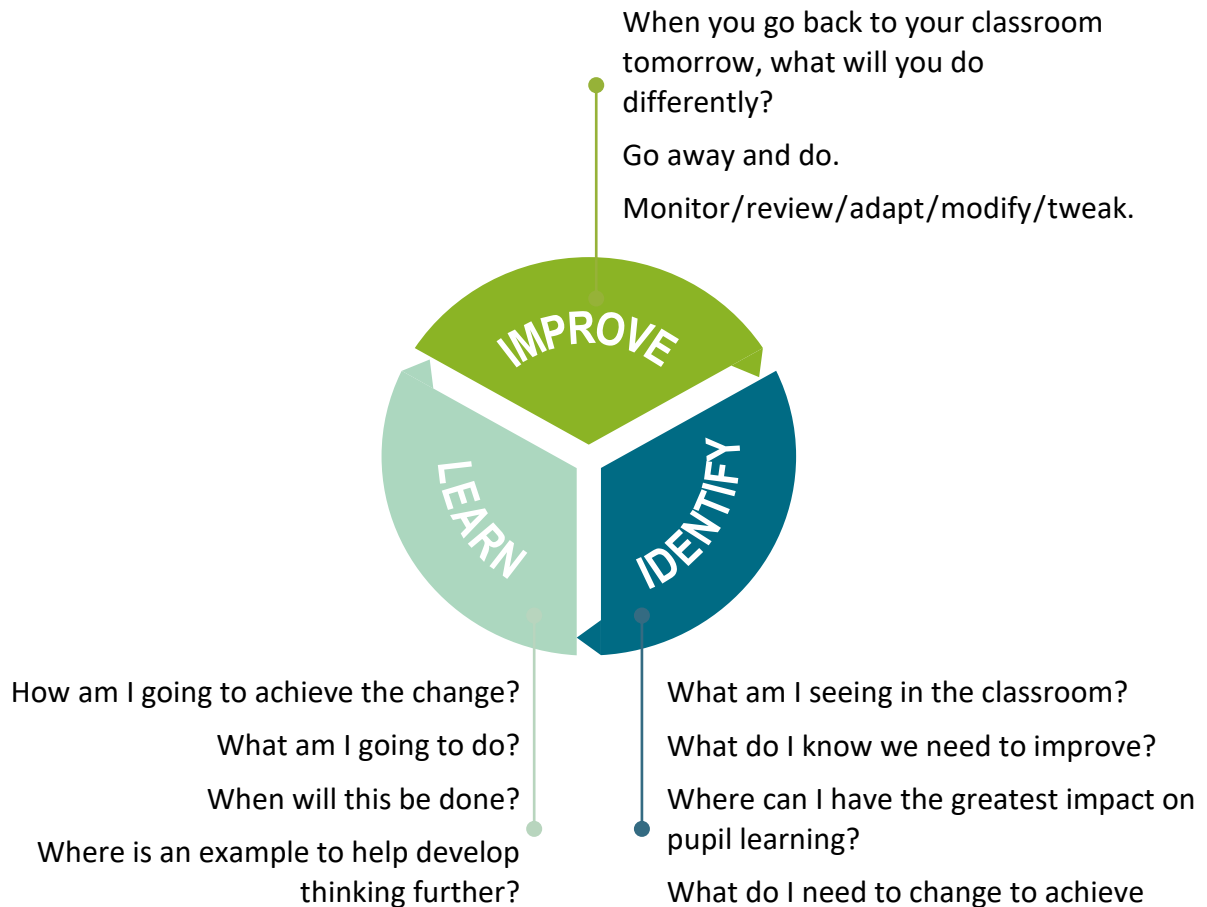 When you go back to your classroom
tomorrow, what will you do
differently?
Go away and do.
Monitor/review/adapt/modify/tweak.
IMPROVE
LEARN
IDENTIFY
How am I going to achieve the change?
What am I going to do?
When will this be done?
Where is an example to help develop
thinking further?
What am I seeing in the classroom?
What do I know we need to improve?
Where can I have the greatest impact on
pupil learning?
What do I need to change to achieve